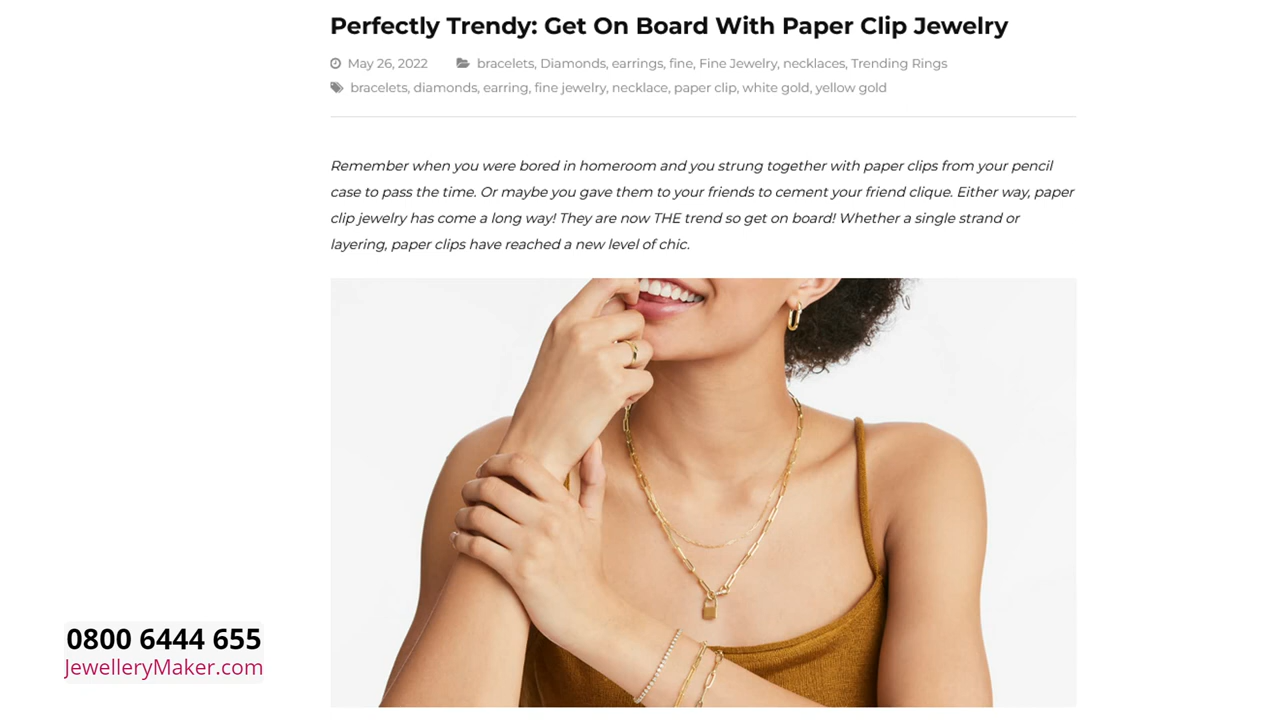 Perfectly Trendy: Get On Board With Paper Clip Jewelry
May 26, 2022 bracelets, Diamonds, earrings, fine, Fine Jewelry, necklaces, Trending Rings
bracelets, diamonds, earring, fine jewelry, necklace, paper clip, white gold, yellow gold
Remember when you were bored in homeroom and you strung together with paper clips from your pencil
case to pass the time. Or maybe you gave them to your friends to cement your friend clique. Either way, paper
clip jewelry has come a long way! They are now THE trend so get on board! Whether a single strand or
layering, paper clips have reached a new level of chic.
0800 6444 655
JewelleryMaker.com